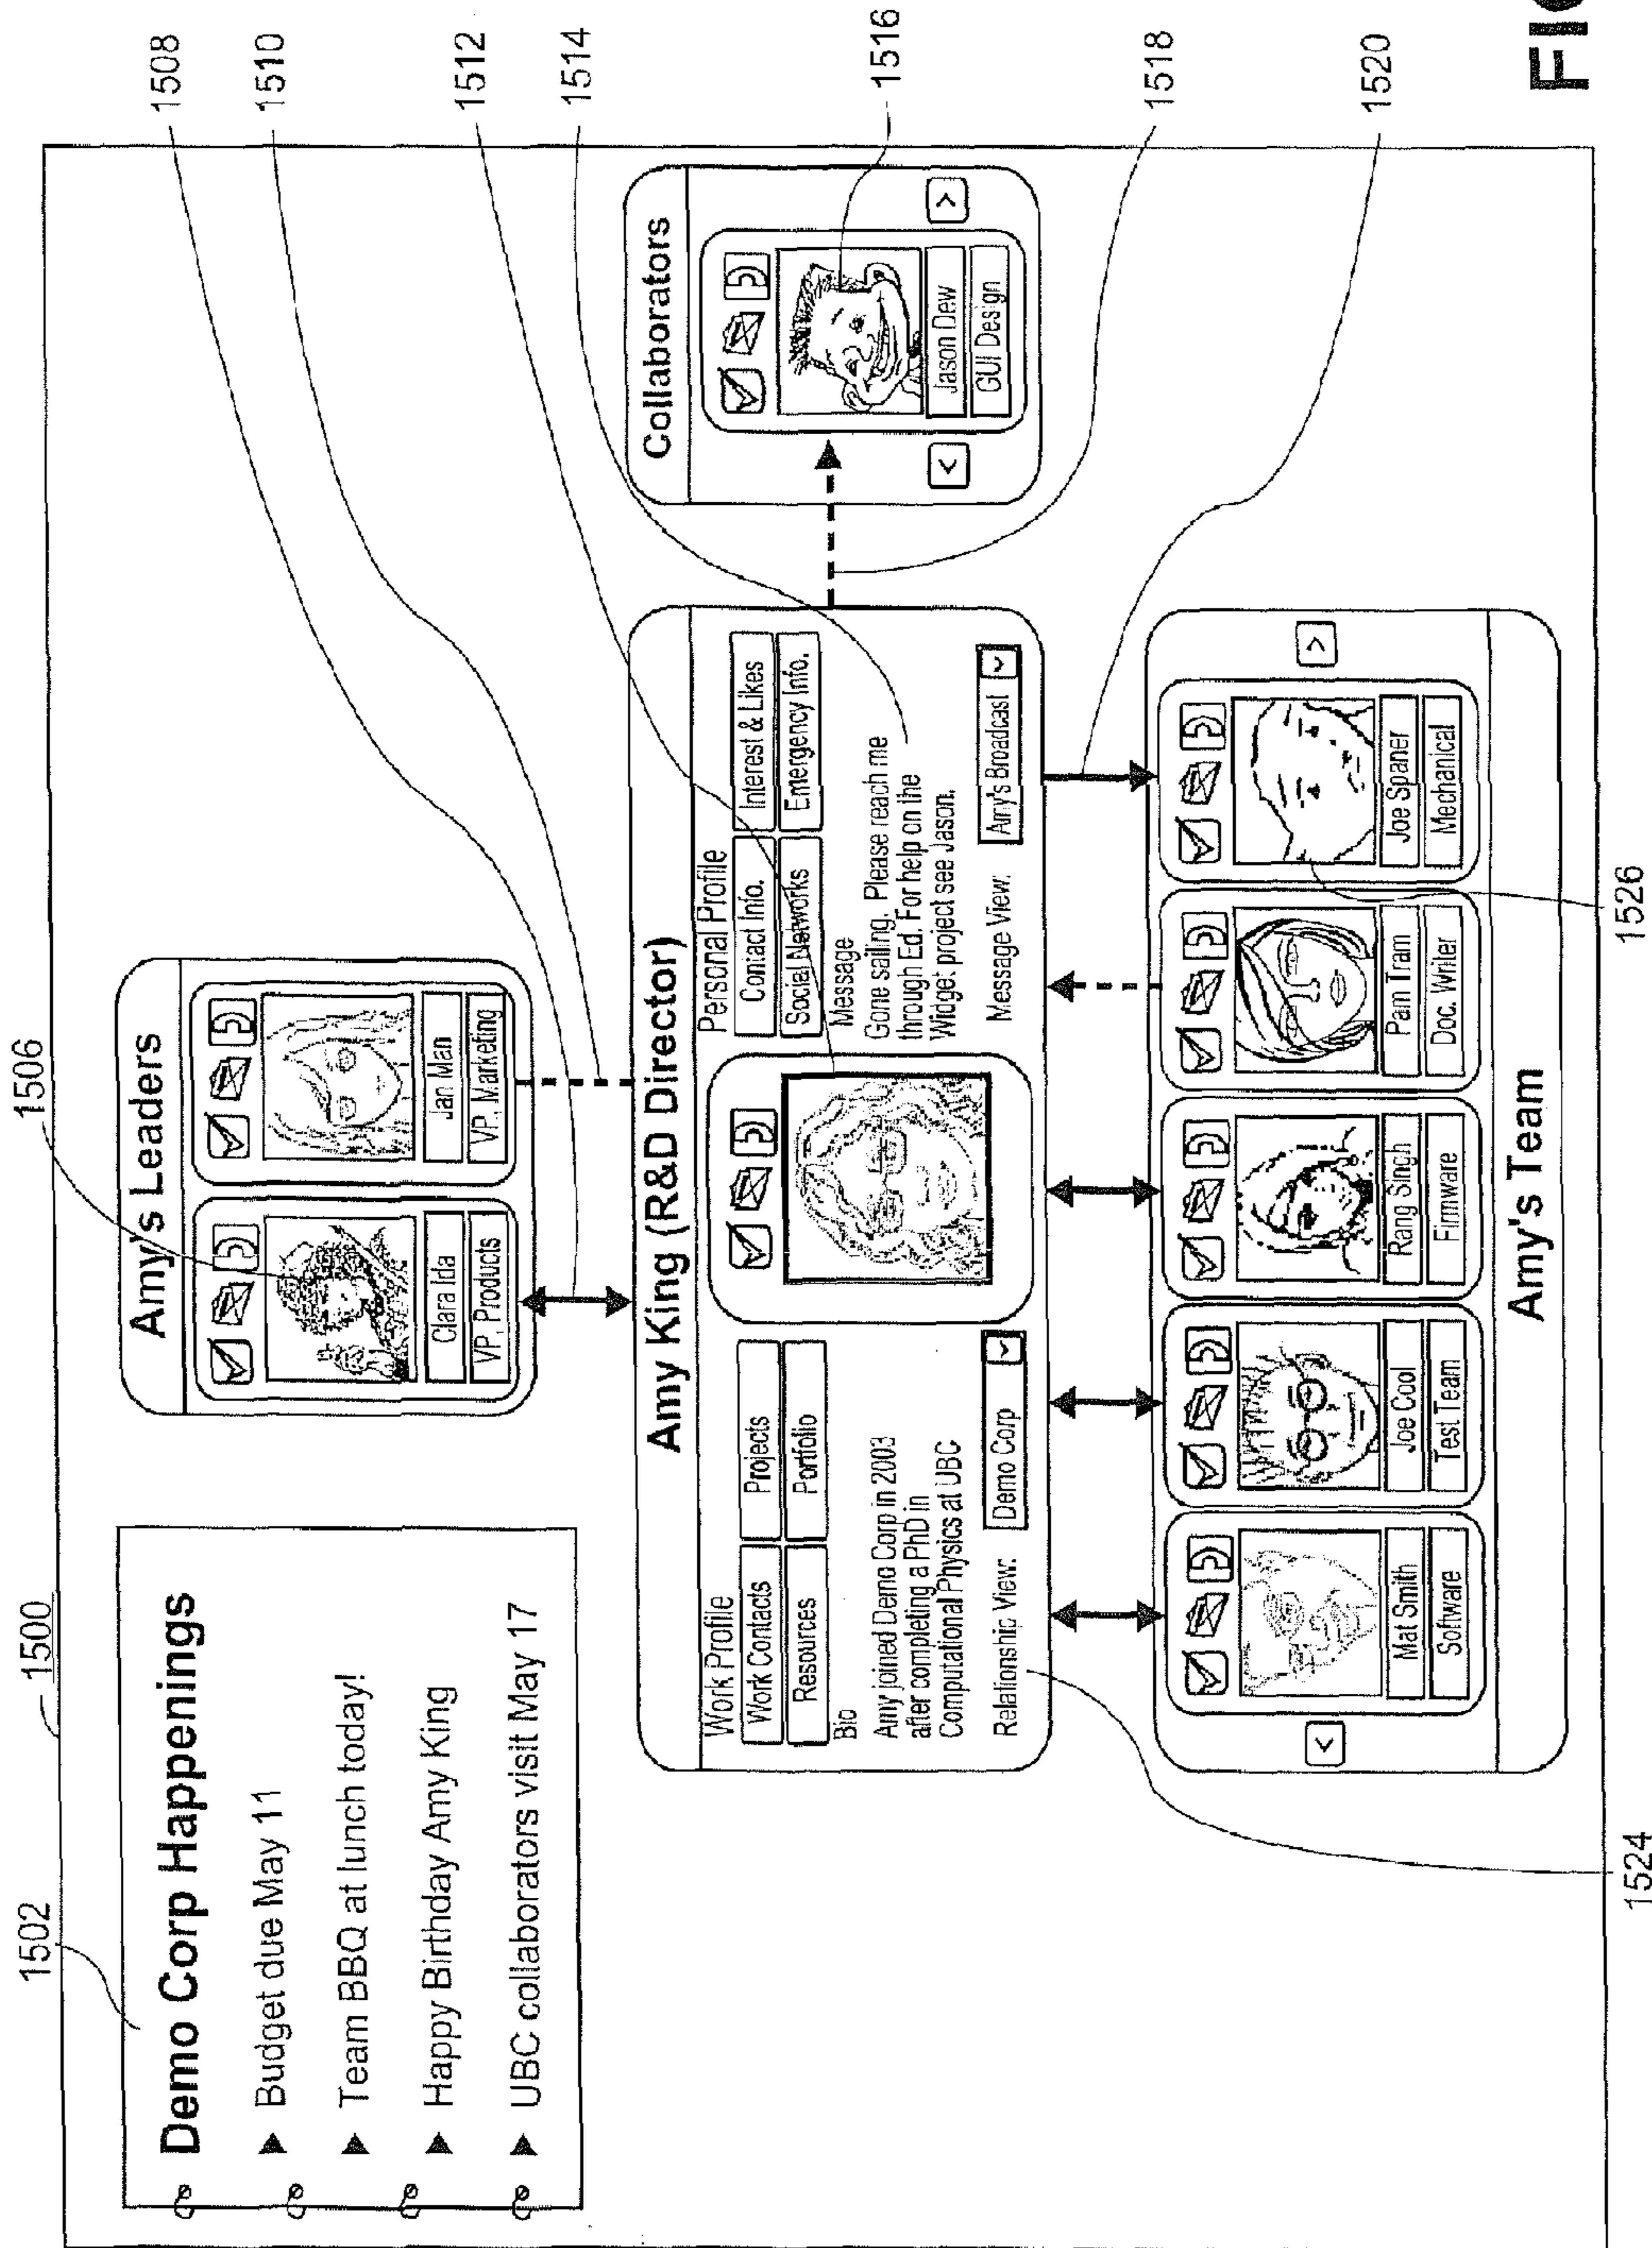 1500
1502
Demo Corp Happenings
Budget due May 11
Team BBQ at lunch today!
Happy Birthday Amy King
UBC collaborators visit May 17
1506
Amy's Leaders
Clara Ida
VP, Products
Jan Man
VP, Marketing
1508
1510
1512
1514
Amy King (R&D Director)
Work Profile
Work Contacts
Projects
Resources
Portfolio
Bio
Amy joined Demo Corp in 2003
after completing a PhD in
Computational Physics at UBC
Relationship View:
Demo Corp
Personal Profile
Contact Info.
Interest & Likes
Social Networks
Emergency Info.
Message
Gone sailing. Please reach me
through Ed. For help on the
Widget project see Jason.
Message View:
Amy's Broadcast
Collaborators
Jason Dew
GUI Design
1516
1518
1520
Mat Smith
Software
Joe Cool
Test Team
Rang Singh
Firmware
Pam Tram
Doc. Writer
Joe Spaner
Mechanical
Amy's Team
1524
1526